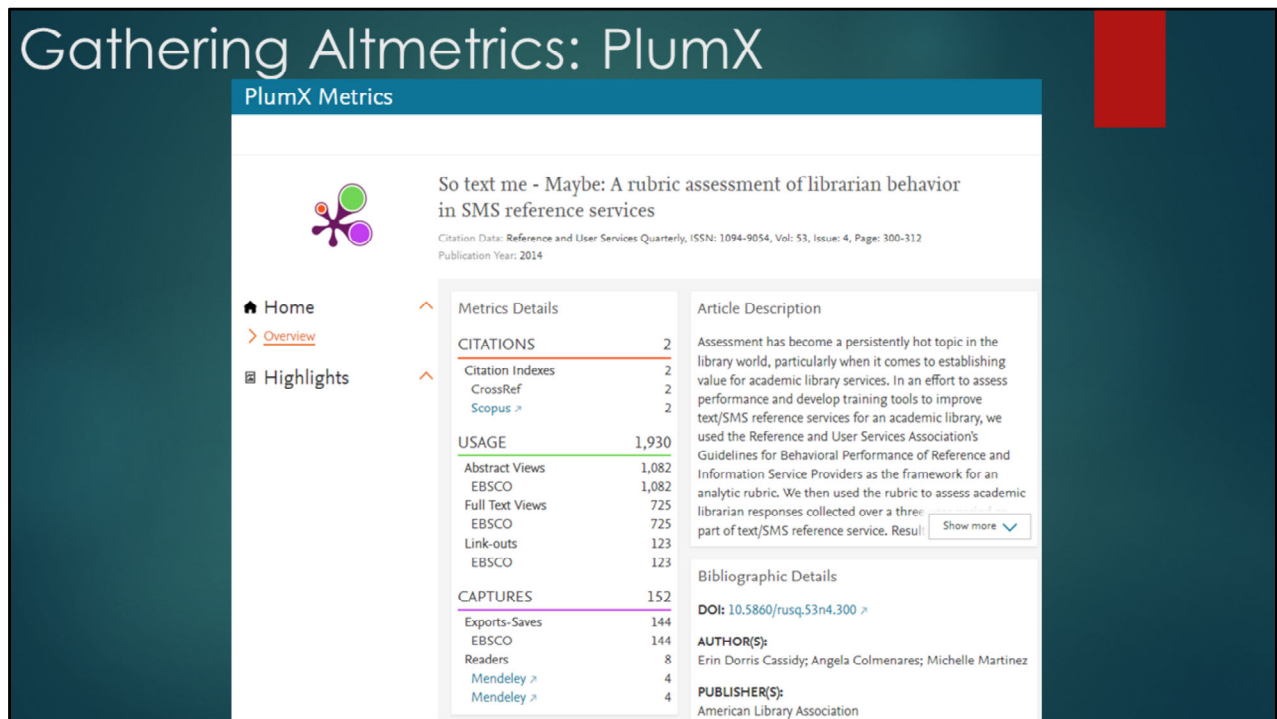 Gathering Altmetrics: PlumX
PlumX Metrics
So text me - Maybe: A rubric assessment of librarian behavior
in SMS reference services
Citation Data: Reference and User Services Quarterly, ISSN: 1094-9054, Vol: 53, Issue: 4, Page: 300-312
Publication Year: 2014
Home
Overview
Highlights
Metrics Details
CITATIONS 2
Citation Indexes 2
CrossRef 2
Scopus 2
USAGE 1,930
Abstract Views 1,082
EBSCO 1,082
Full Text Views 725
EBSCO 725
Link-outs 123
EBSCO 123
CAPTURES 152
Exports-Saves 144
EBSCO 144
Readers 8
Mendeley 4
Mendeley 4
Article Description
Assessment has become a persistently hot topic in the
library world, particularly when it comes to establishing
value for academic library services. In an effort to assess
performance and develop training tools to improve
text/SMS reference services for an academic library, we
used the Reference and User Services Association's
Guidelines for Behavioral Performance of Reference and
Information Service Providers as the framework for an
analytic rubric. We then used the rubric to assess academic
librarian responses collected over a three
part of text/SMS reference service. Result
Show more
Bibliographic Details
DOI: 10.5860/rusq.53n4.300
AUTHOR(S):
Erin Dorris Cassidy; Angela Colmenares; Michelle Martinez
PUBLISHER(S):
American Library Association